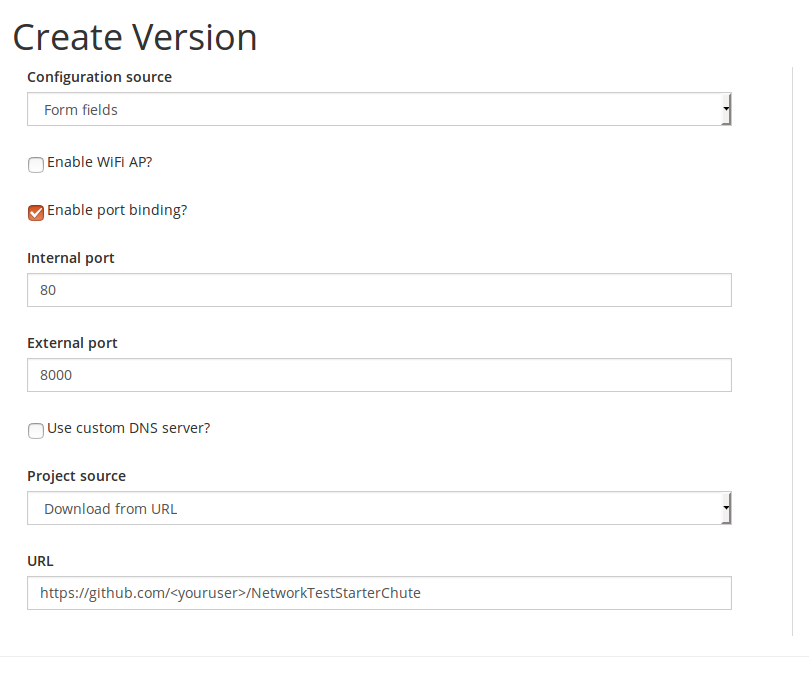 Create Version
Configuration source
Form fields
Enable WiFi AP?
Enable port binding?
Internal port
80
External port
8000
Use custom DNS server?
Project source
Download from URL
URL
https://github.com/<youruser>/NetworkTestStarterChute